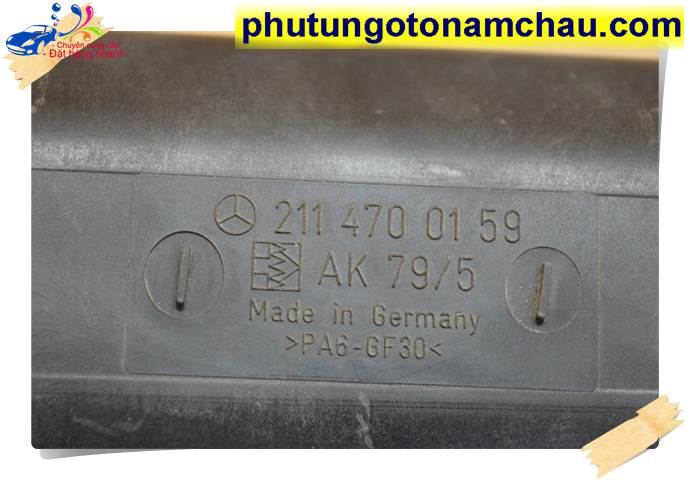 phutungotonamchau.com
- Chuyên cung cấp
- Đặt hàng nhanh
211 470 01 59
AK 79/5
Made in Germany
>PA6-GF30<